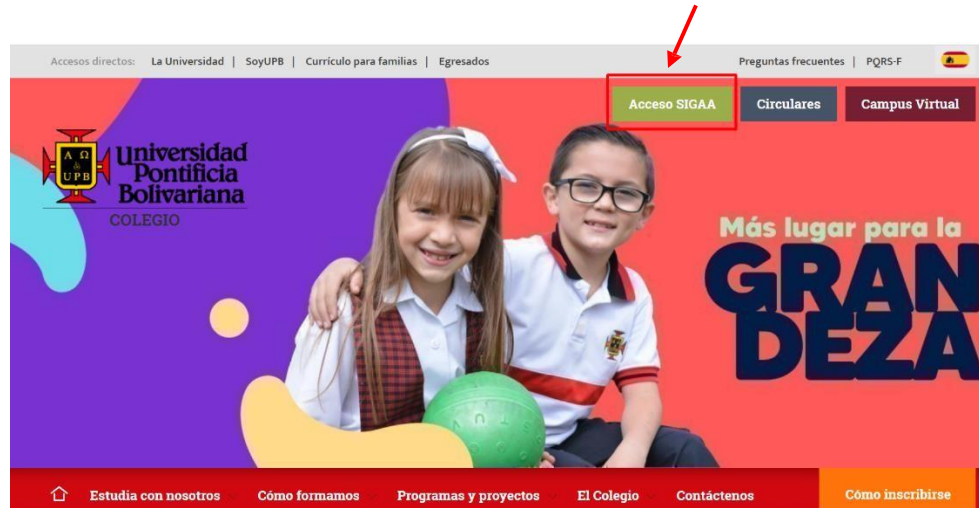 Accesos directos: La Universidad | SoyUPB | Currículo para familias | Egresados Preguntas frecuentes | PQRS-F
Acceso SIGAA Circulares Campus Virtual
A Ω
UPB
Universidad
Pontificia
Bolivariana
COLEGIO
Más lugar para la
GRAN
DEZA
Estudia con nosotros Cómo formamos Programas y proyectos El Colegio Contáctenos Cómo inscribirse